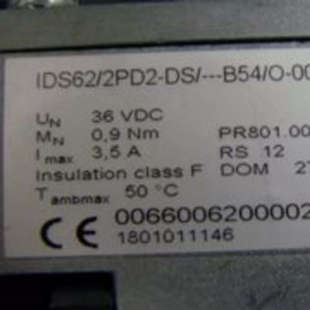 IDS62/2PD2-DS/---B54/O-00
UN 36 VDC
MN 0,9 Nm PR801.00
Imax 3,5 A RS 12
Insulation class F DOM 2
Tambmax 50 °C
0066006200002
CE 1801011146